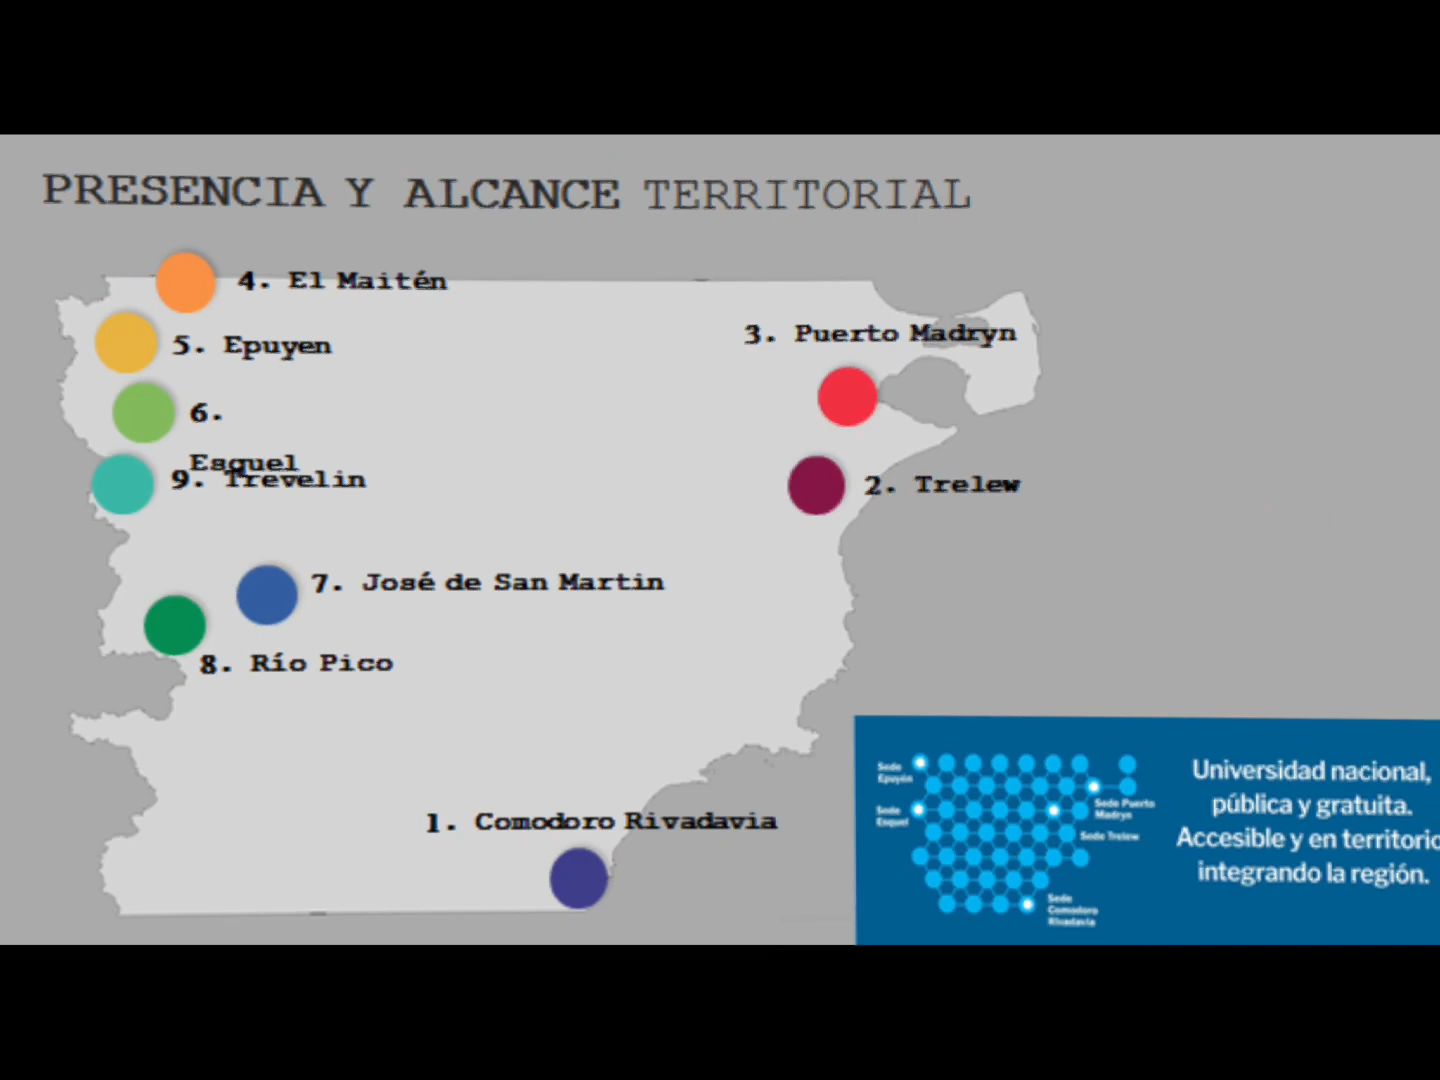 PRESENCIA Y ALCANCE TERRITORIAL
4. El Maitén
3. Puerto Madryn
5. Epuyen
6.
Esquel
9. Trevelin
2. Trelew
7. José de San Martin
8. Río Pico
1. Comodoro Rivadavia
Sede
Epuyén
Sede
Esquel
Sede Puerto
Madryn
Sede Trelew
Sede
Comodoro
Rivadavia
Universidad nacional,
pública y gratuita.
Accesible y en territorio
integrando la región.